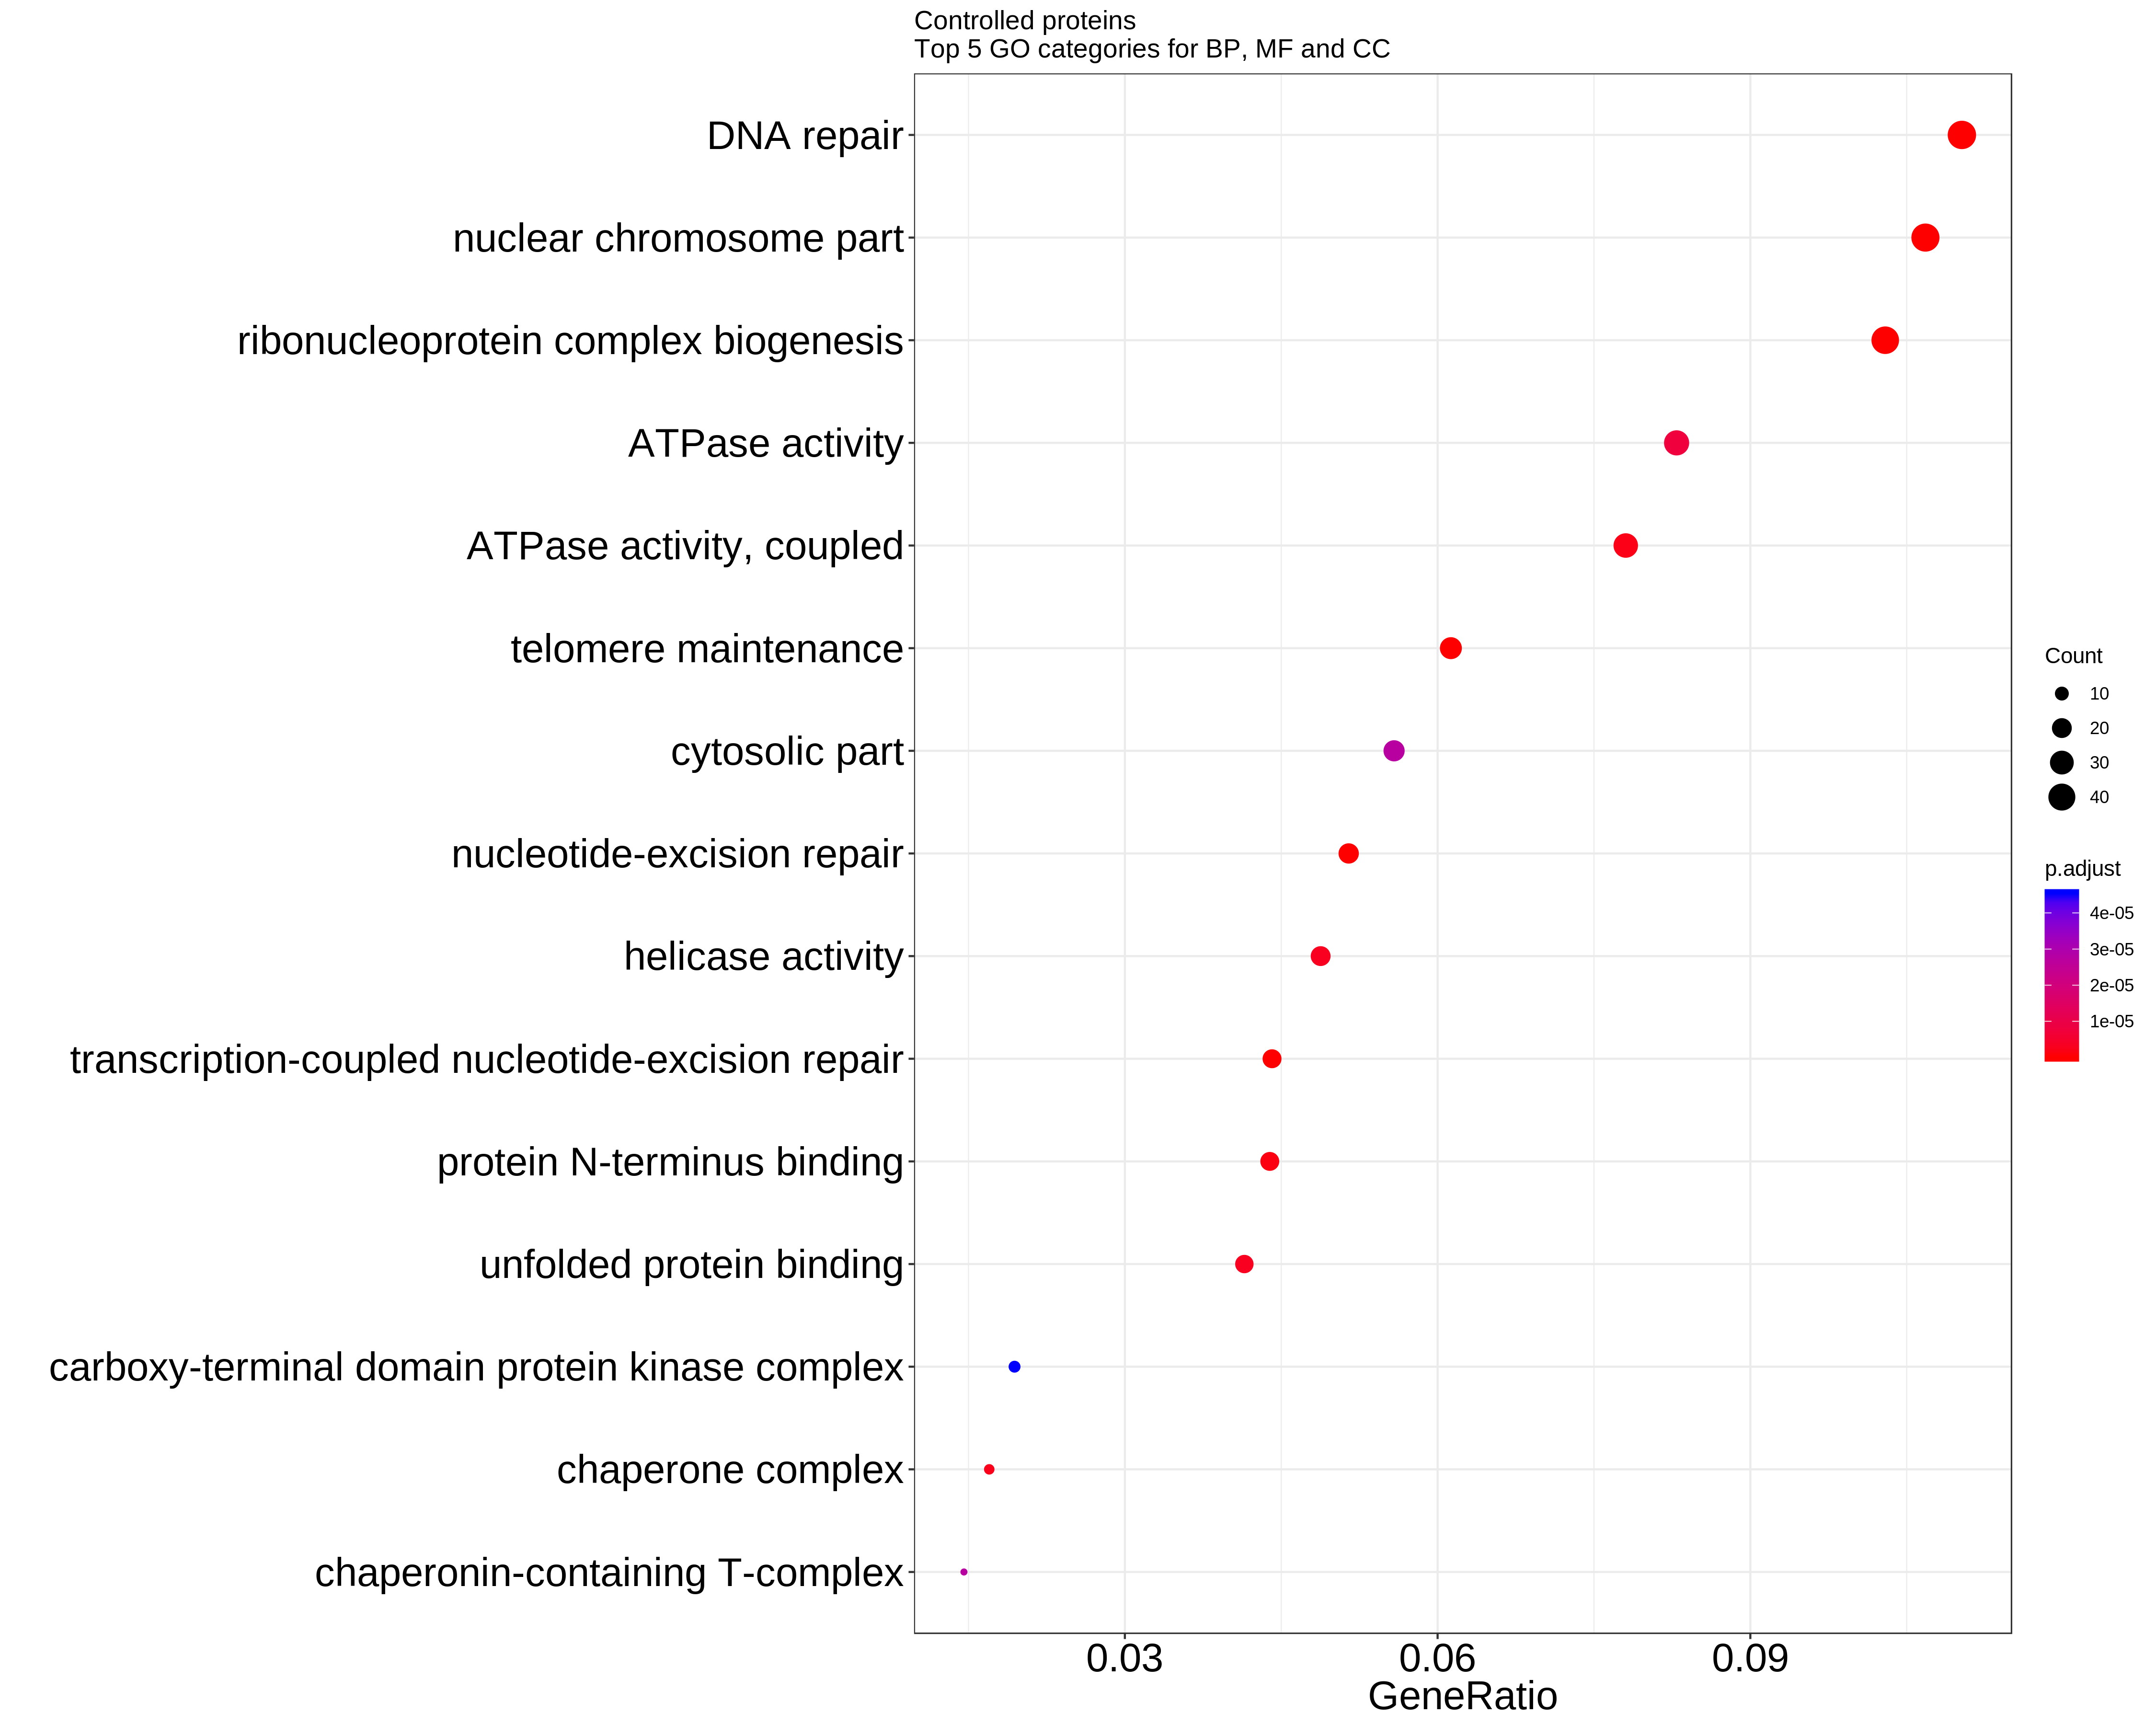 Controlled proteins
Top 5 GO categories for BP, MF and CC
DNA repair
nuclear chromosome part
ribonucleoprotein complex biogenesis
ATPase activity
ATPase activity, coupled
telomere maintenance
cytosolic part
nucleotide-excision repair
helicase activity
transcription-coupled nucleotide-excision repair
protein N-terminus binding
unfolded protein binding
carboxy-terminal domain protein kinase complex
chaperone complex
chaperonin-containing T-complex
0.03 0.06 0.09
GeneRatio
Count
10
20
30
40
p.adjust
4e-05
3e-05
2e-05
1e-05